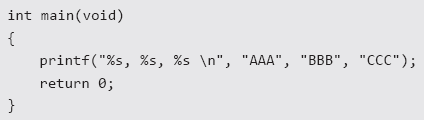 int main(void)
{
    printf("%s, %s, %s \n", "AAA", "BBB", "CCC");
    return 0;
}